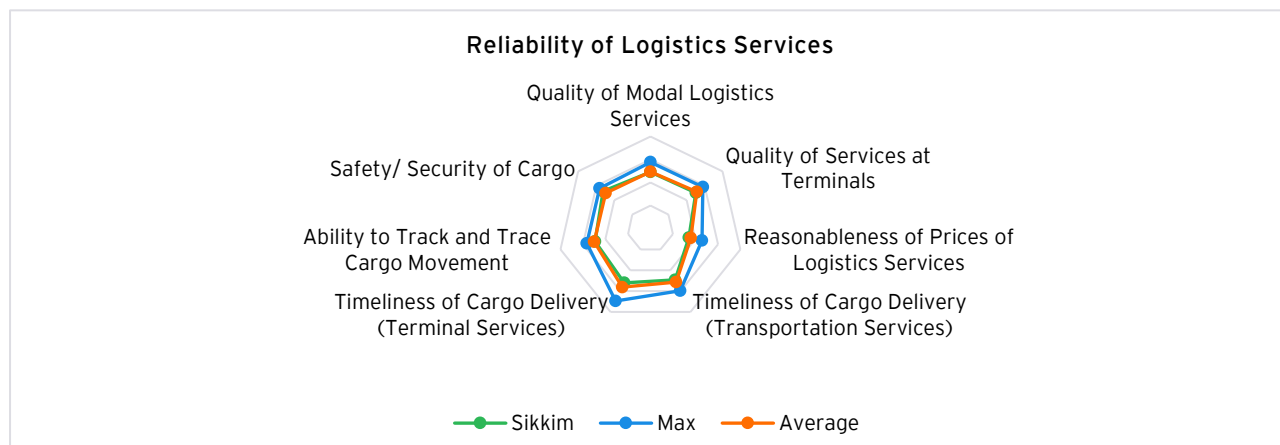 Reliability of Logistics Services
Quality of Modal Logistics
Services
Quality of Services at
Terminals
Reasonableness of Prices of
Logistics Services
Timeliness of Cargo Delivery
(Transportation Services)
Timeliness of Cargo Delivery
(Terminal Services)
Ability to Track and Trace
Cargo Movement
Safety/ Security of Cargo
Sikkim
Max
Average